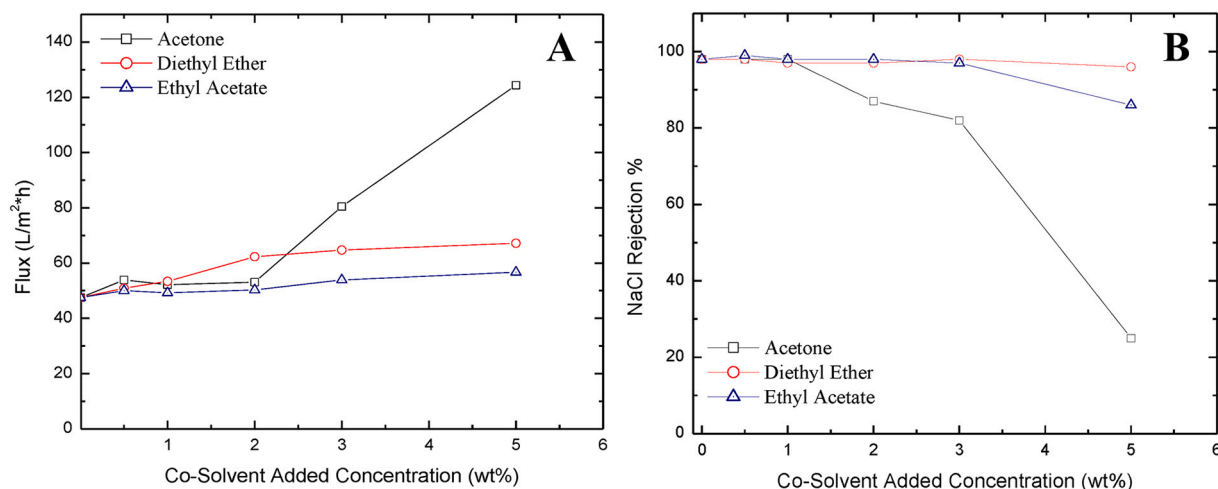 A
Acetone
Diethyl Ether
Ethyl Acetate
140
120
100
80
60
40
20
0
1
2
3
4
5
6
Flux (L/m²*h)
Co-Solvent Added Concentration (wt%)
B
100
80
60
40
20
0
0
1
2
3
4
5
6
NaCl Rejection %
Acetone
Diethyl Ether
Ethyl Acetate
Co-Solvent Added Concentration (wt%)